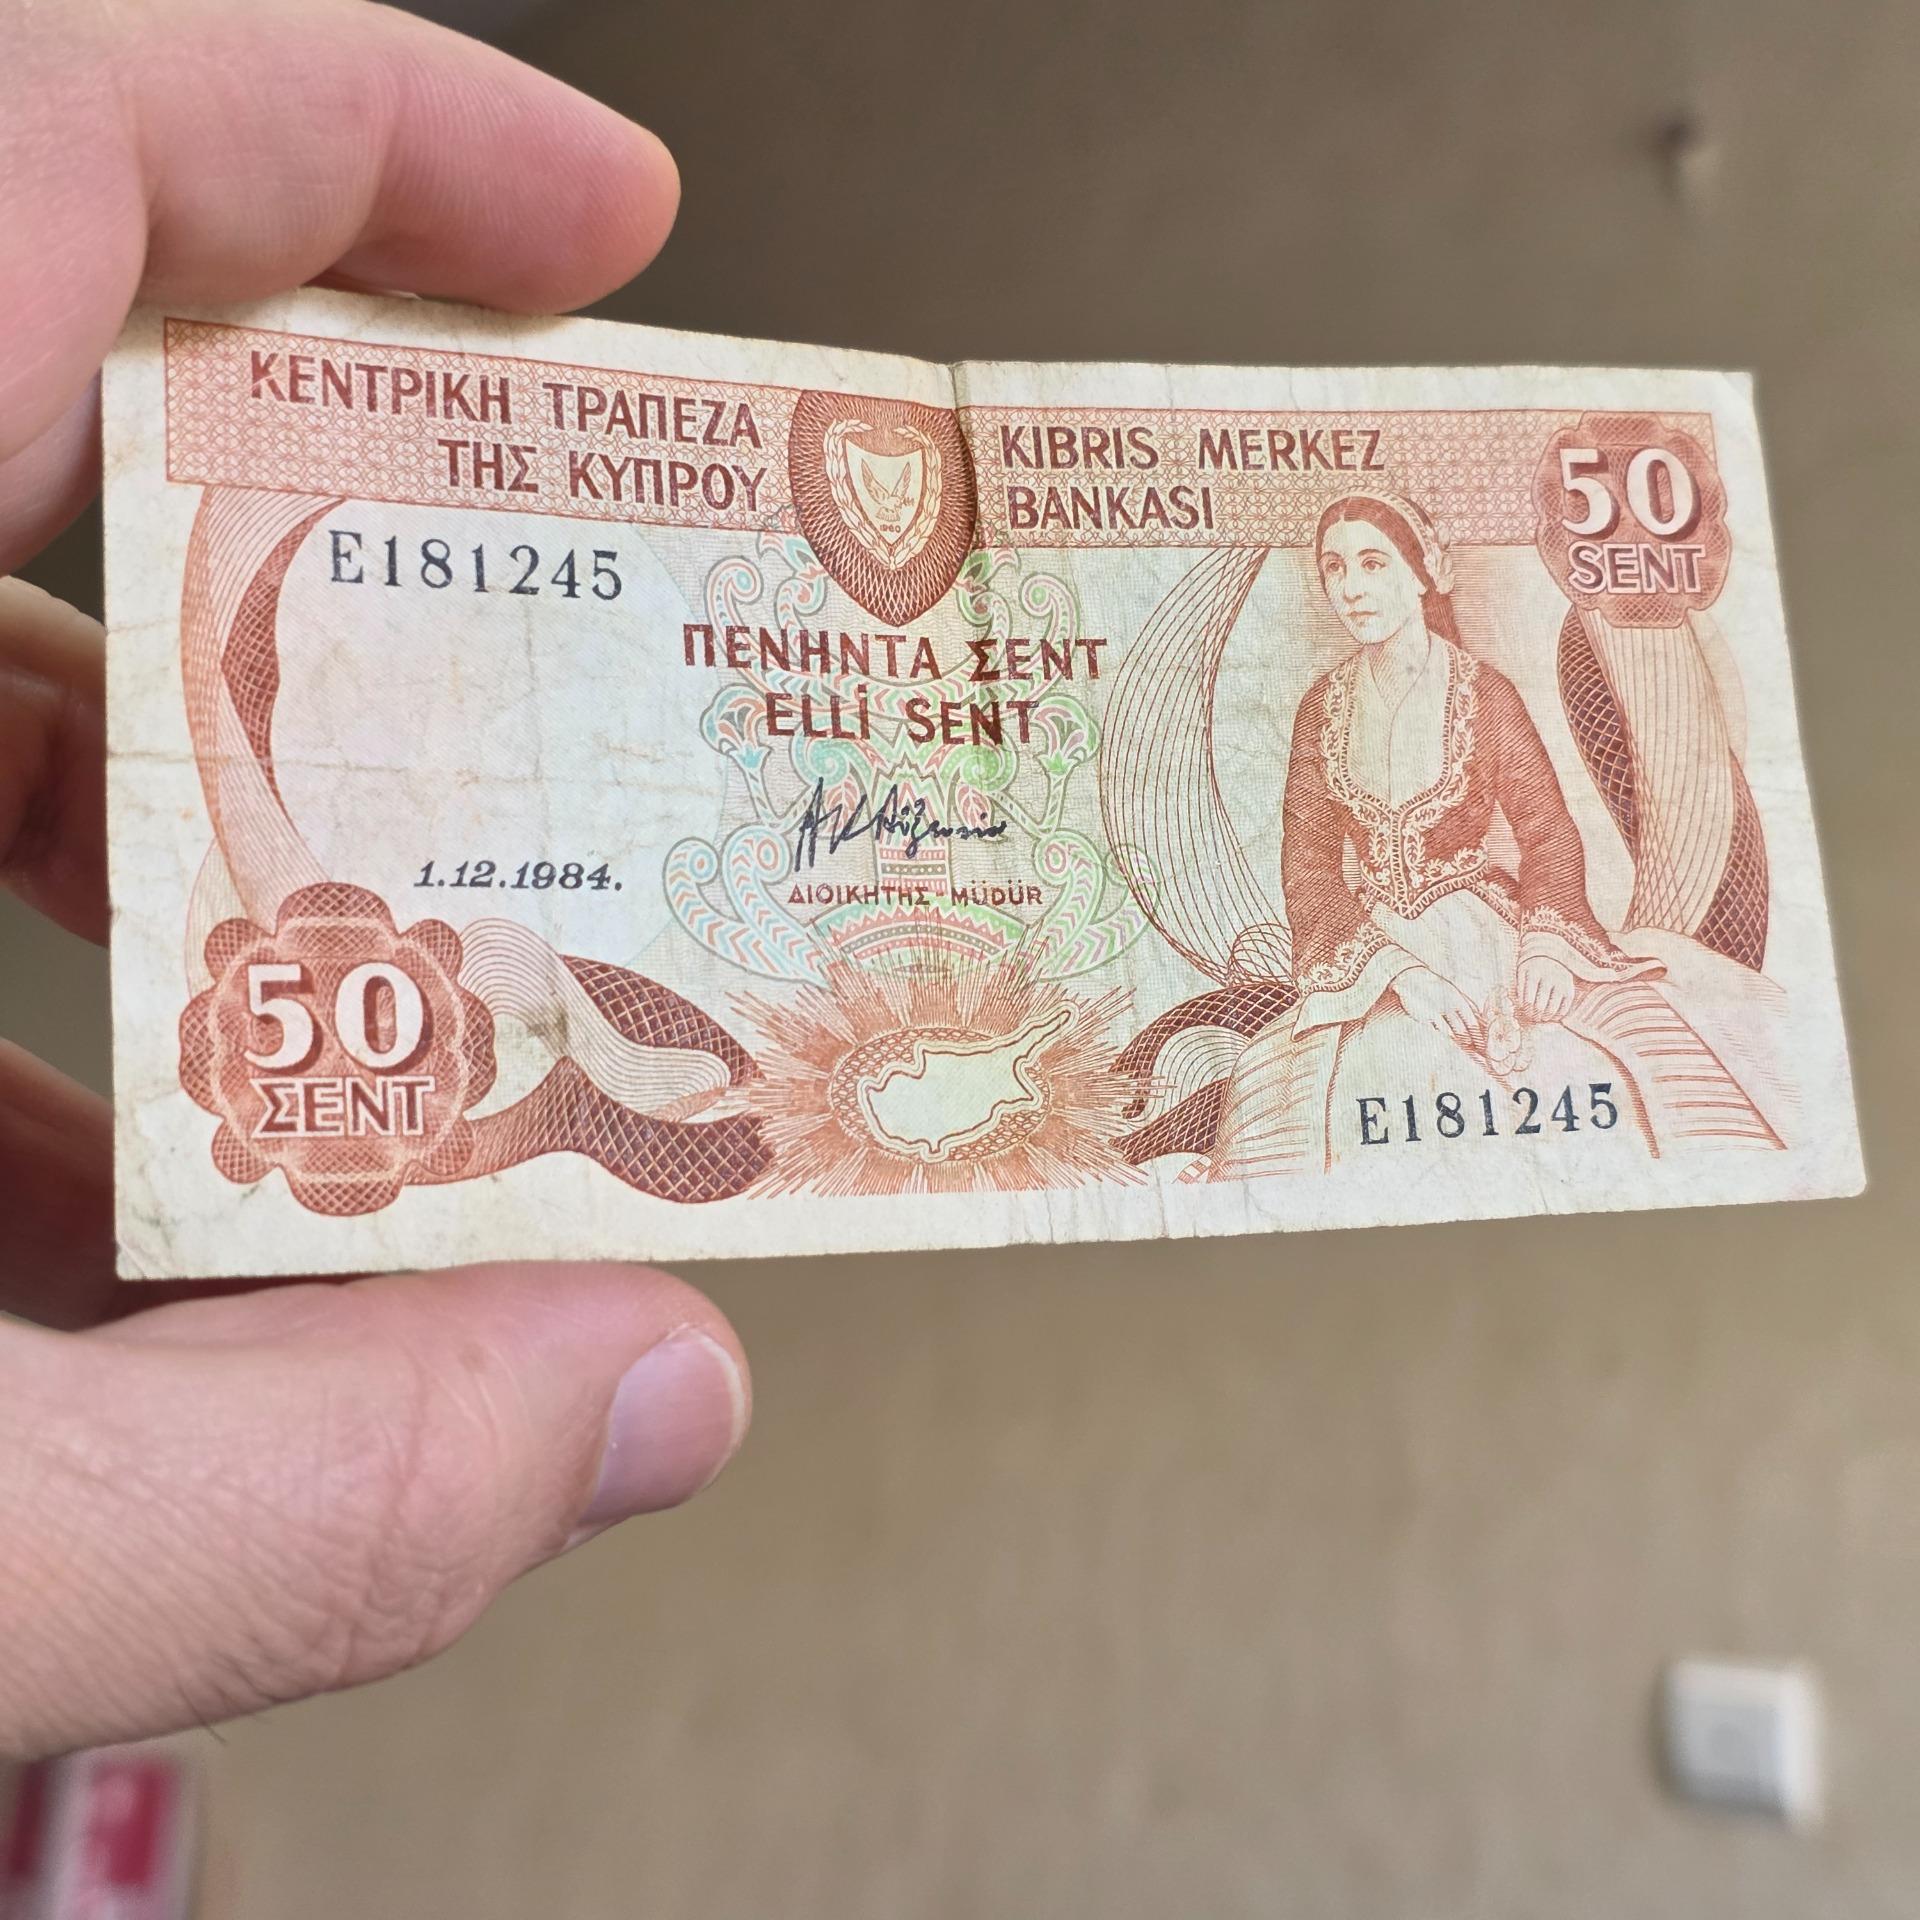 ΚΕΝΤΡΙΚΗ ΤΡΑΠΕΖΑ
ΤΗΣ ΚΥΠΡΟΥ
KIBRIS MERKEZ
BANKASI
50
SENT
1960
E181245
ΠΕΝΗΝΤΑ ΣΕΝΤ
ELLİ SENT
1.12.1984.
ΔΙΟΙΚΗΤΗΣ MÜDÜR
50
ΣΕΝΤ
E181245